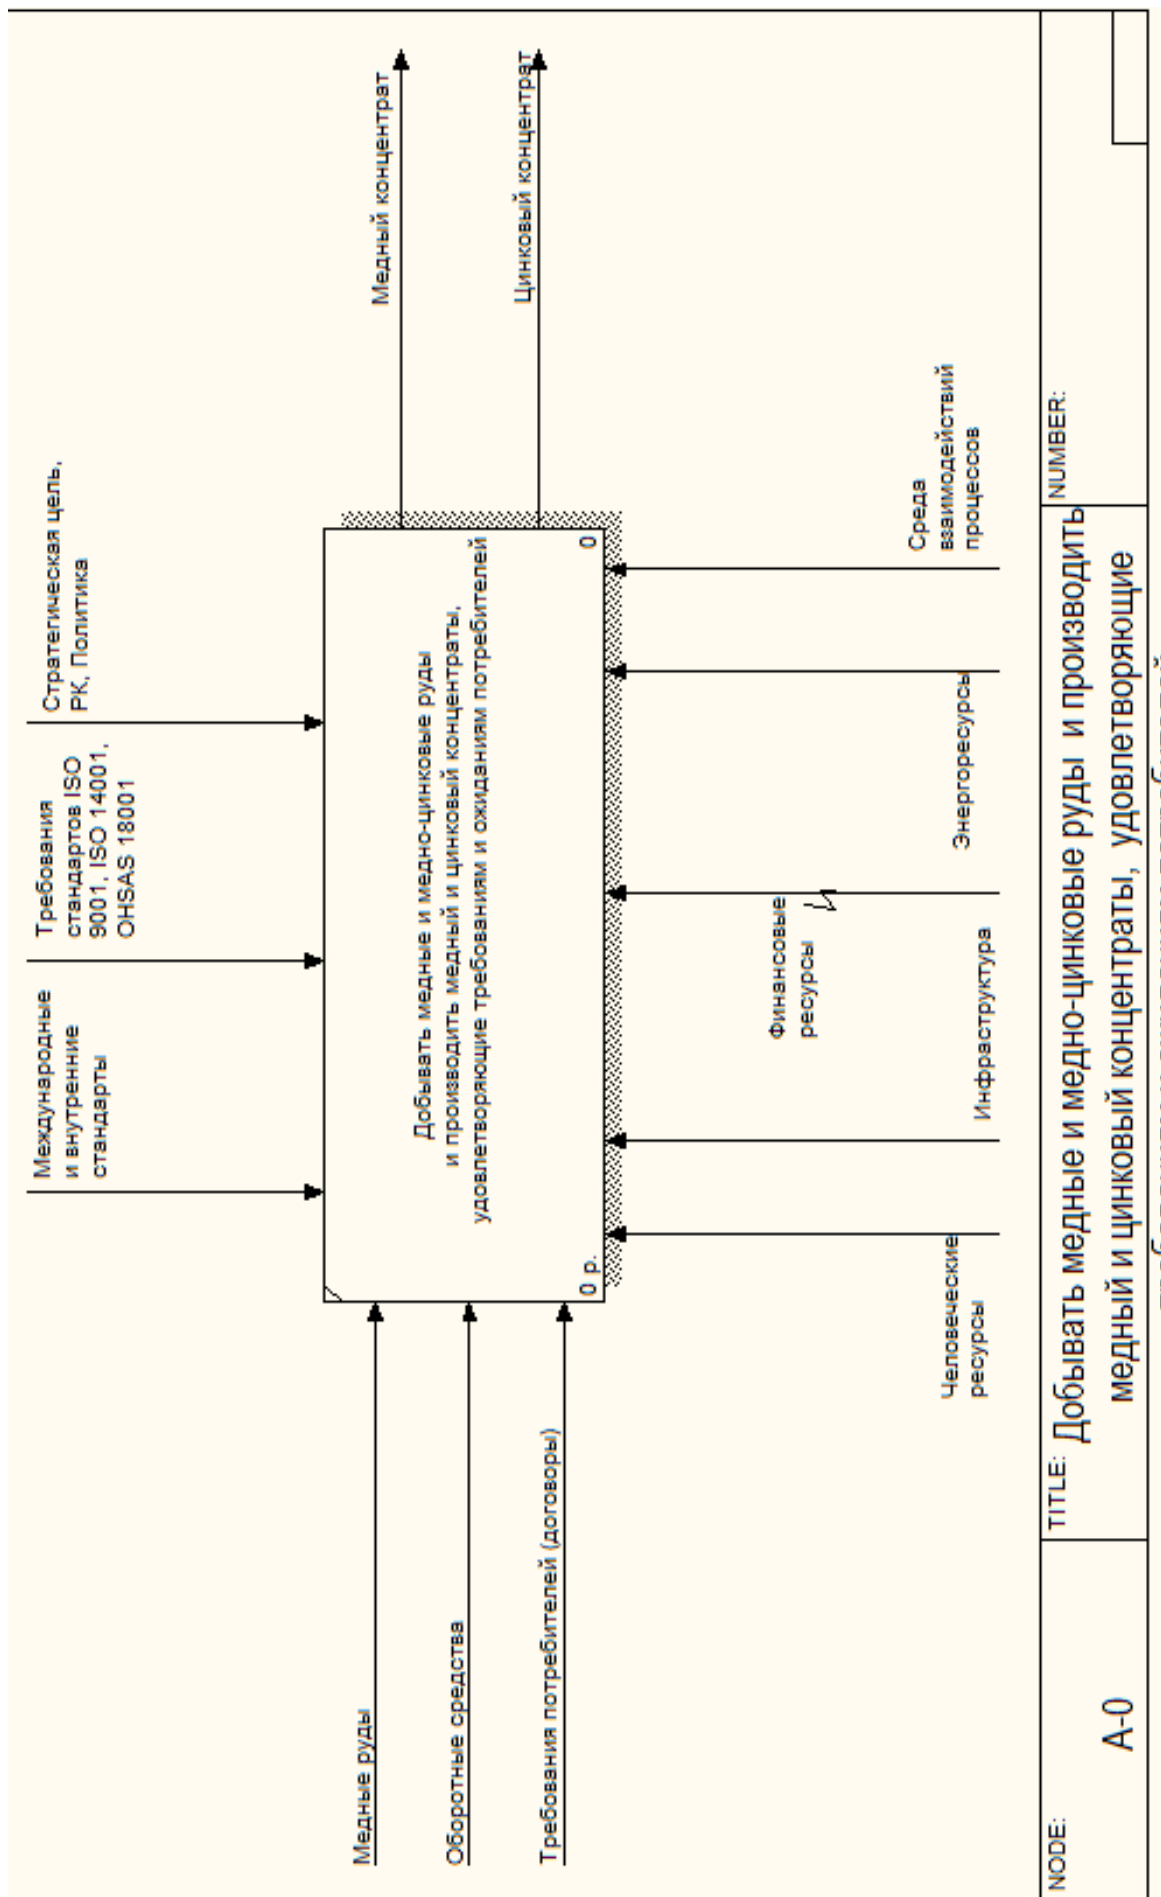 Международные
и внутренние
стандарты
Требования
стандартов ISO
9001, ISO 14001,
OHSAS 18001
Стратегическая цель,
РК, Политика
Медные руды
Оборотные средства
Требования потребителей (договоры)
Добывать медные и медно-цинковые руды
и производить медный и цинковый концентраты,
удовлетворяющие требованиям и ожиданиям потребителей
0 р.
0
Медный концентрат
Цинковый концентрат
Человеческие
ресурсы
Инфраструктура
Финансовые
ресурсы
Энергоресурсы
Среда
взаимодействий
процессов
NODE:
A-0
TITLE: Добывать медные и медно-цинковые руды и производить
медный и цинковый концентраты, удовлетворяющие
NUMBER: